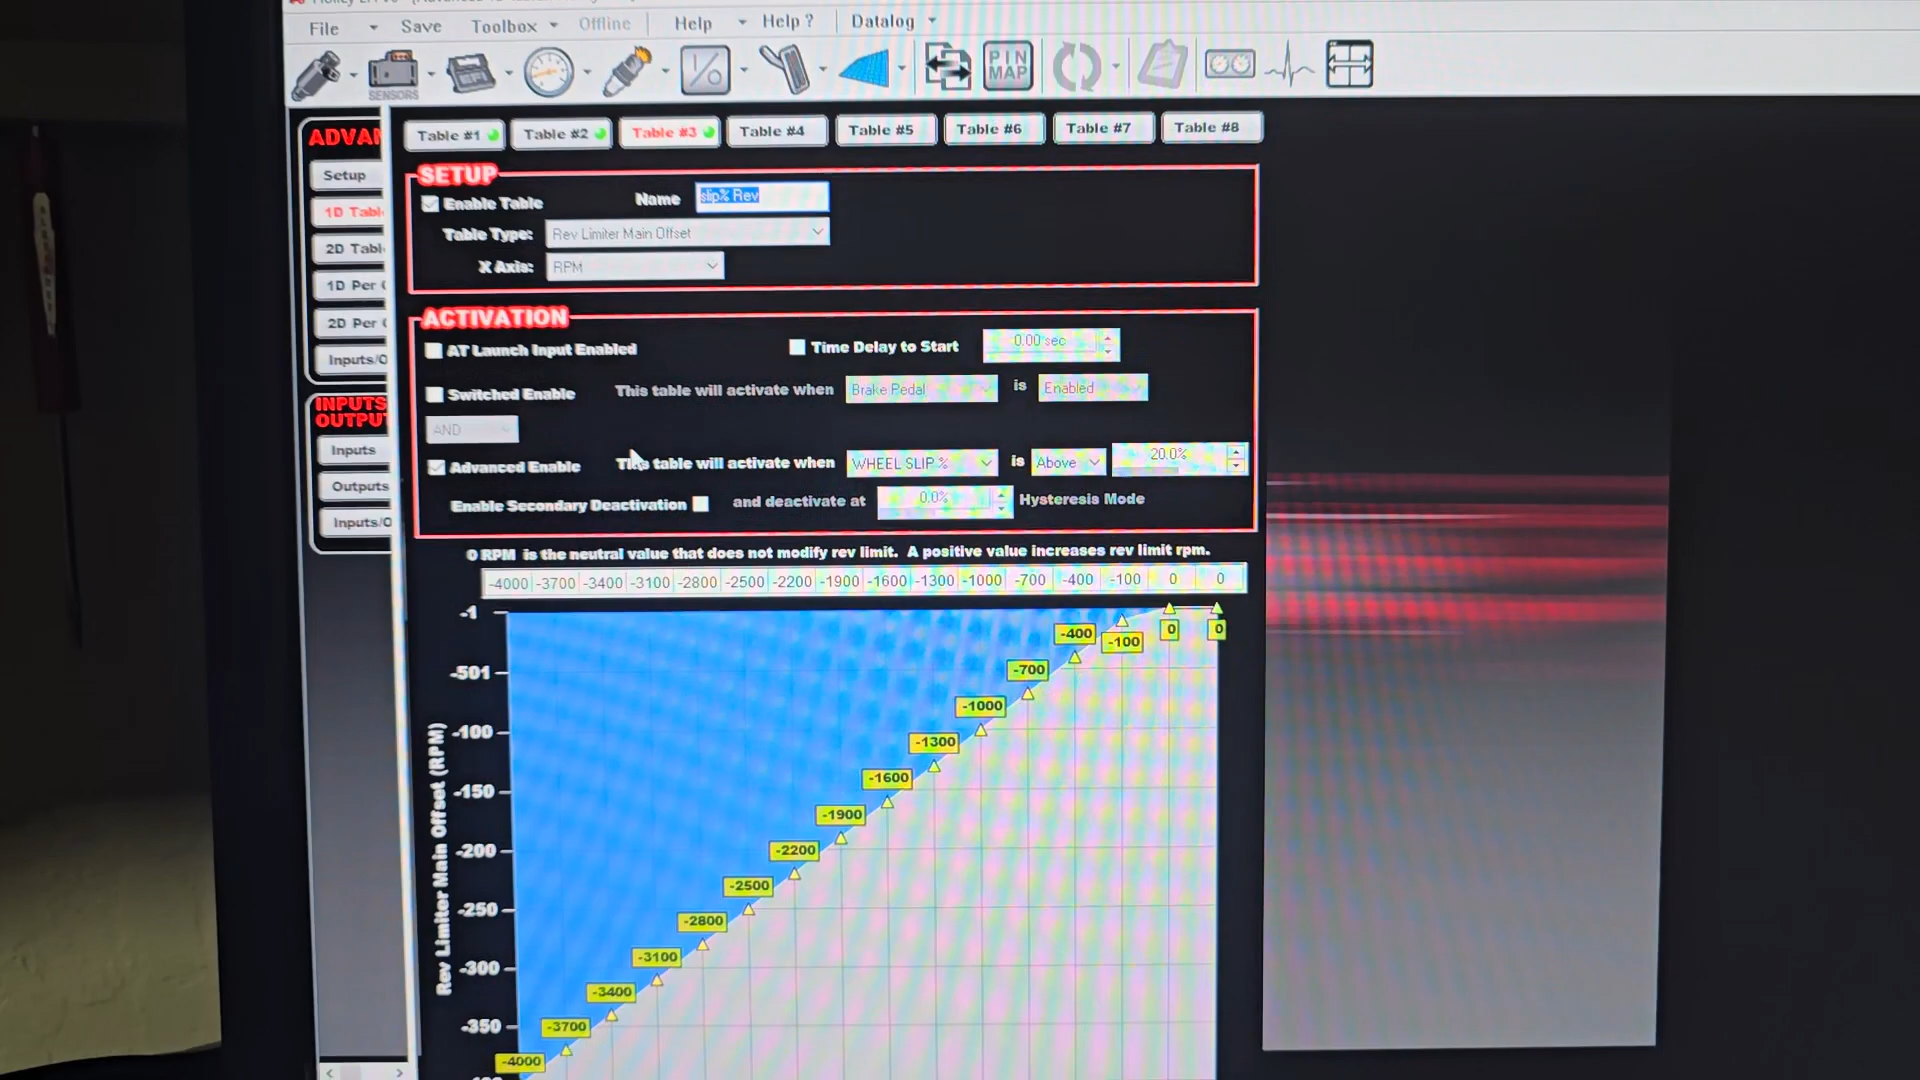 File Save Toolbox Offline Help Help ? Datalog
SENSORS
I/O
PIN
MAP
Table #1 Table #2 Table #3 Table #4 Table #5 Table #6 Table #7 Table #8
ADVAN
Setup
1D Tabl
2D Tabl
1D Per
2D Per
Inputs/O
INPUTS
OUTPUT
Inputs
Outputs
Inputs/O
SETUP
Enable Table Name slip% Rev
Table Type: Rev Limiter Main Offset
X Axis: RPM
ACTIVATION
AT Launch Input Enabled Time Delay to Start 0.00 sec
Switched Enable This table will activate when Brake Pedal is Enabled
AND
Advanced Enable This table will activate when WHEEL SLIP % is Above 20.0%
Enable Secondary Deactivation and deactivate at 0.0% Hysteresis Mode
0 RPM is the neutral value that does not modify rev limit. A positive value increases rev limit rpm.
-4000 -3700 -3400 -3100 -2800 -2500 -2200 -1900 -1600 -1300 -1000 -700 -400 -100 0 0
Rev Limiter Main Offset (RPM)
-1
-501
-100
-150
-200
-250
-300
-350
0
0
-100
-400
-700
-1000
-1300
-1600
-1900
-2200
-2500
-2800
-3100
-3400
-3700
-4000